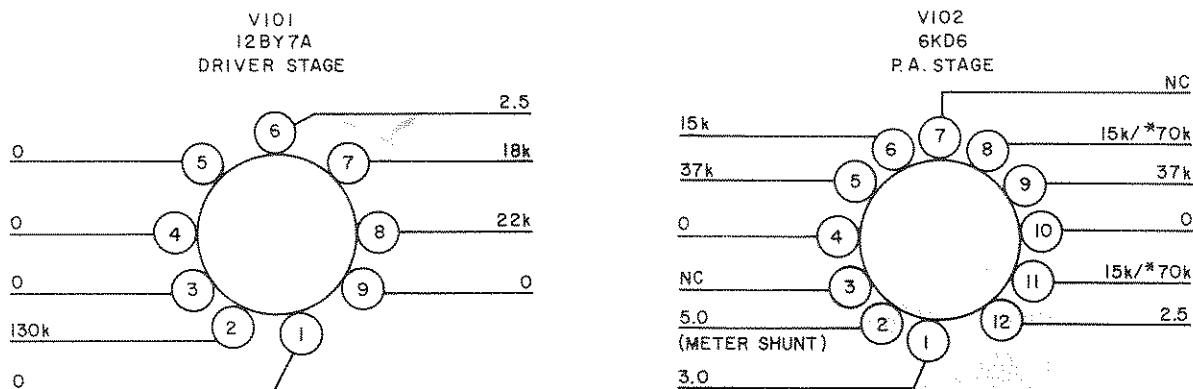 V101
12BY7A
DRIVER STAGE
2.5
6
0
5
7
18k
0
4
8
22k
0
3
9
0
130k
2
1
0
V102
6KD6
P.A. STAGE
NC
7
15k
6
8
15k/*70k
37k
5
9
37k
0
4
10
0
NC
3
11
15k/*70k
5.0
(METER SHUNT)
2
12
2.5
1
3.0